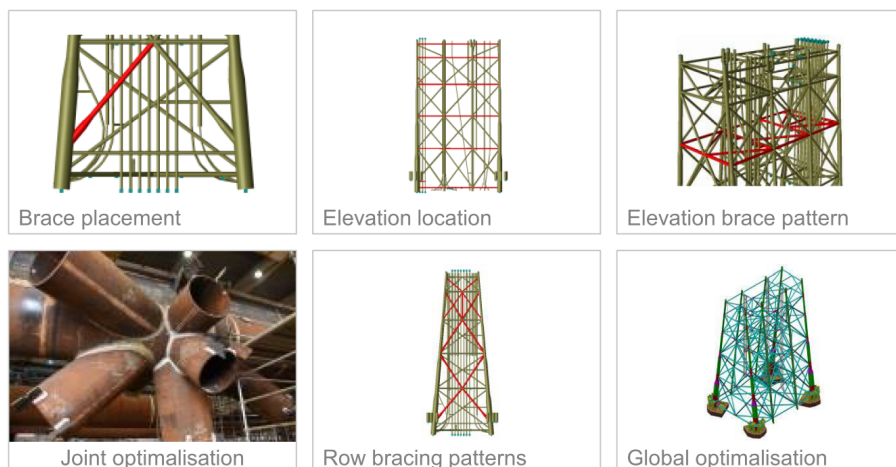 Brace placement
Elevation location
Elevation brace pattern
Joint optimalisation
Row bracing patterns
Global optimalisation